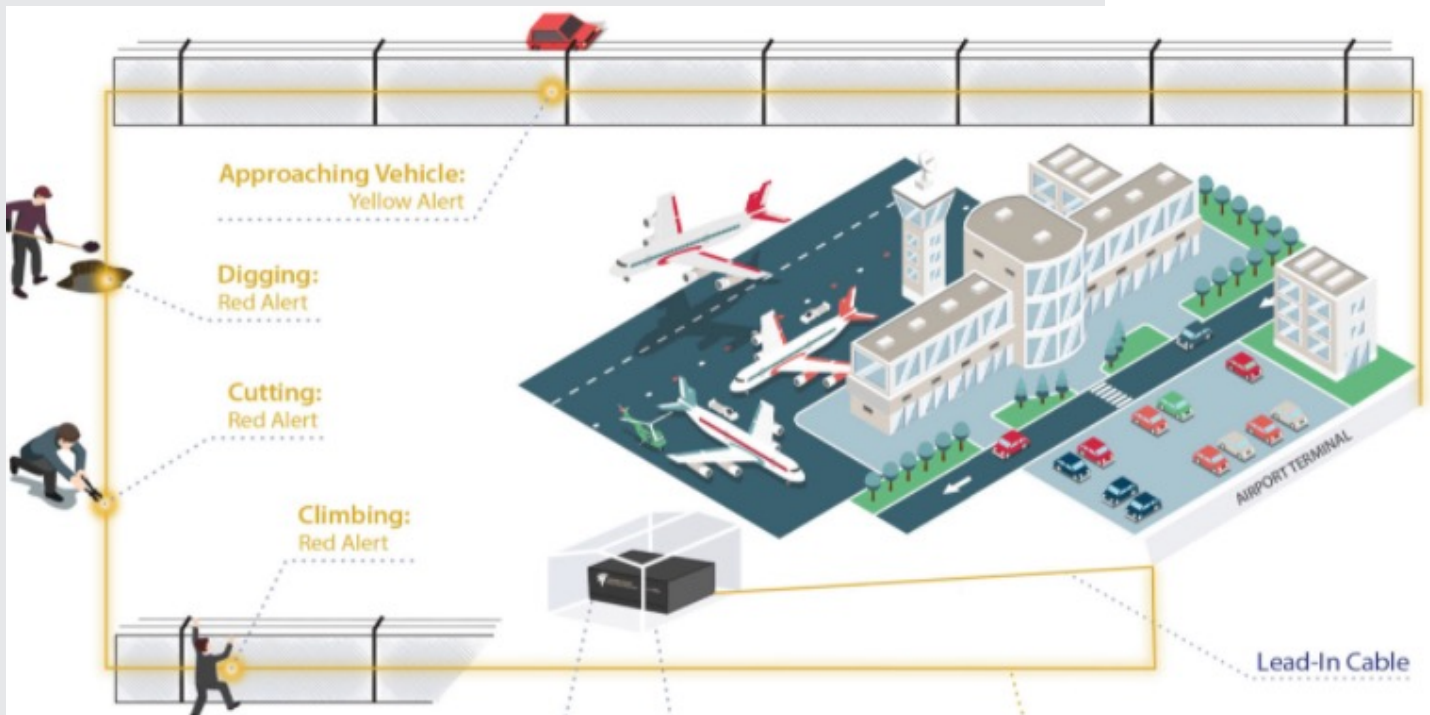 Approaching Vehicle:
Yellow Alert
Digging:
Red Alert
Cutting:
Red Alert
Climbing:
Red Alert
AIRPORT TERMINAL
Lead-In Cable